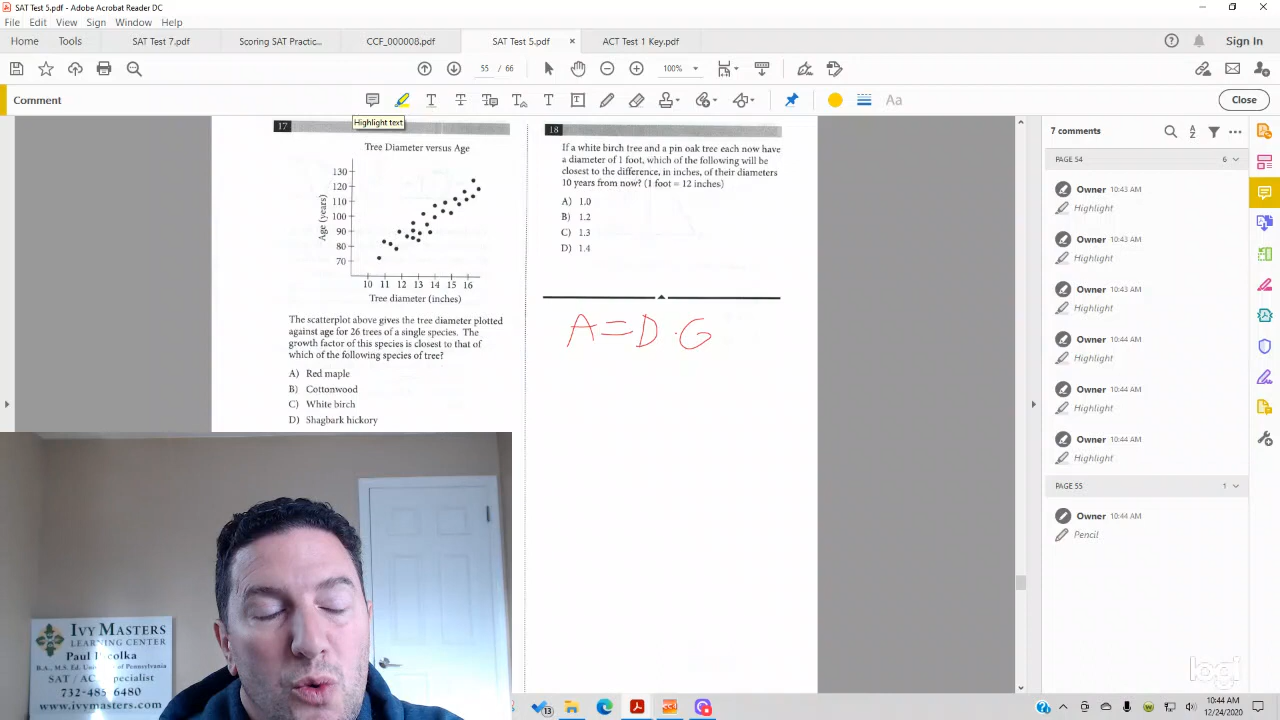 SAT Test 5.pdf - Adobe Acrobat Reader DC
File Edit View Sign Window Help
Home Tools SAT Test 7.pdf Scoring SAT Practic... CCF_000008.pdf SAT Test 5.pdf × ACT Test 1 Key.pdf Sign In
55 / 66 100%
Comment Aa Close
Highlight text
17
Tree Diameter versus Age
Age (years)
130
120
110
100
90
80
70
10 11 12 13 14 15 16
Tree diameter (inches)
The scatterplot above gives the tree diameter plotted
against age for 26 trees of a single species. The
growth factor of this species is closest to that of
which of the following species of tree?
A) Red maple
B) Cottonwood
C) White birch
D) Shagbark hickory
18
If a white birch tree and a pin oak tree each now have
a diameter of 1 foot, which of the following will be
closest to the difference, in inches, of their diameters
10 years from now? (1 foot = 12 inches)
A) 1.0
B) 1.2
C) 1.3
D) 1.4
A = D · G
7 comments
PAGE 54 6
Owner 10:43 AM
Highlight
Owner 10:43 AM
Highlight
Owner 10:43 AM
Highlight
Owner 10:44 AM
Highlight
Owner 10:44 AM
Highlight
Owner 10:44 AM
Highlight
PAGE 55 1
Owner 10:44 AM
Pencil
IVY MASTERS
LEARNING CENTER
Paul
B.A., M.S. Ed. of Pennsylvania
SAT / AC Specialist
732-485-6480
www.ivymasters.com
logi
13
10:44 AM
12/24/2020